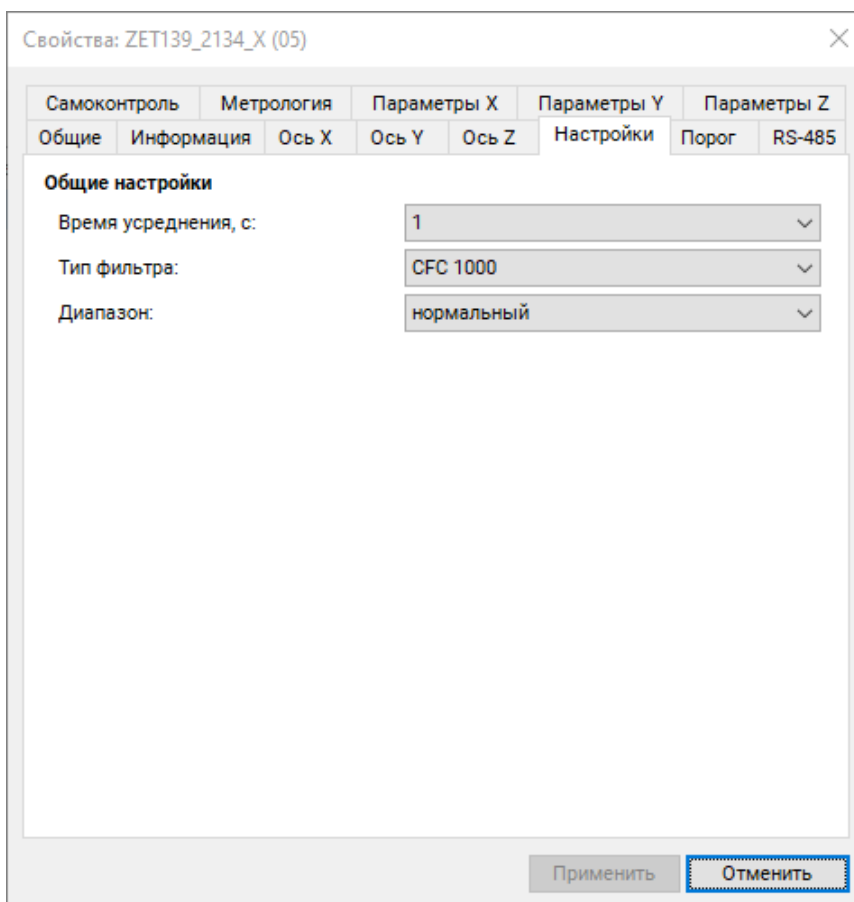 Свойства: ZET139_2134_X (05)
Самоконтроль Метрология Параметры X Параметры Y Параметры Z
Общие Информация Ось X Ось Y Ось Z Настройки Порог RS-485
Общие настройки
Время усреднения, с: 1
Тип фильтра: CFC 1000
Диапазон: нормальный
Применить Отменить